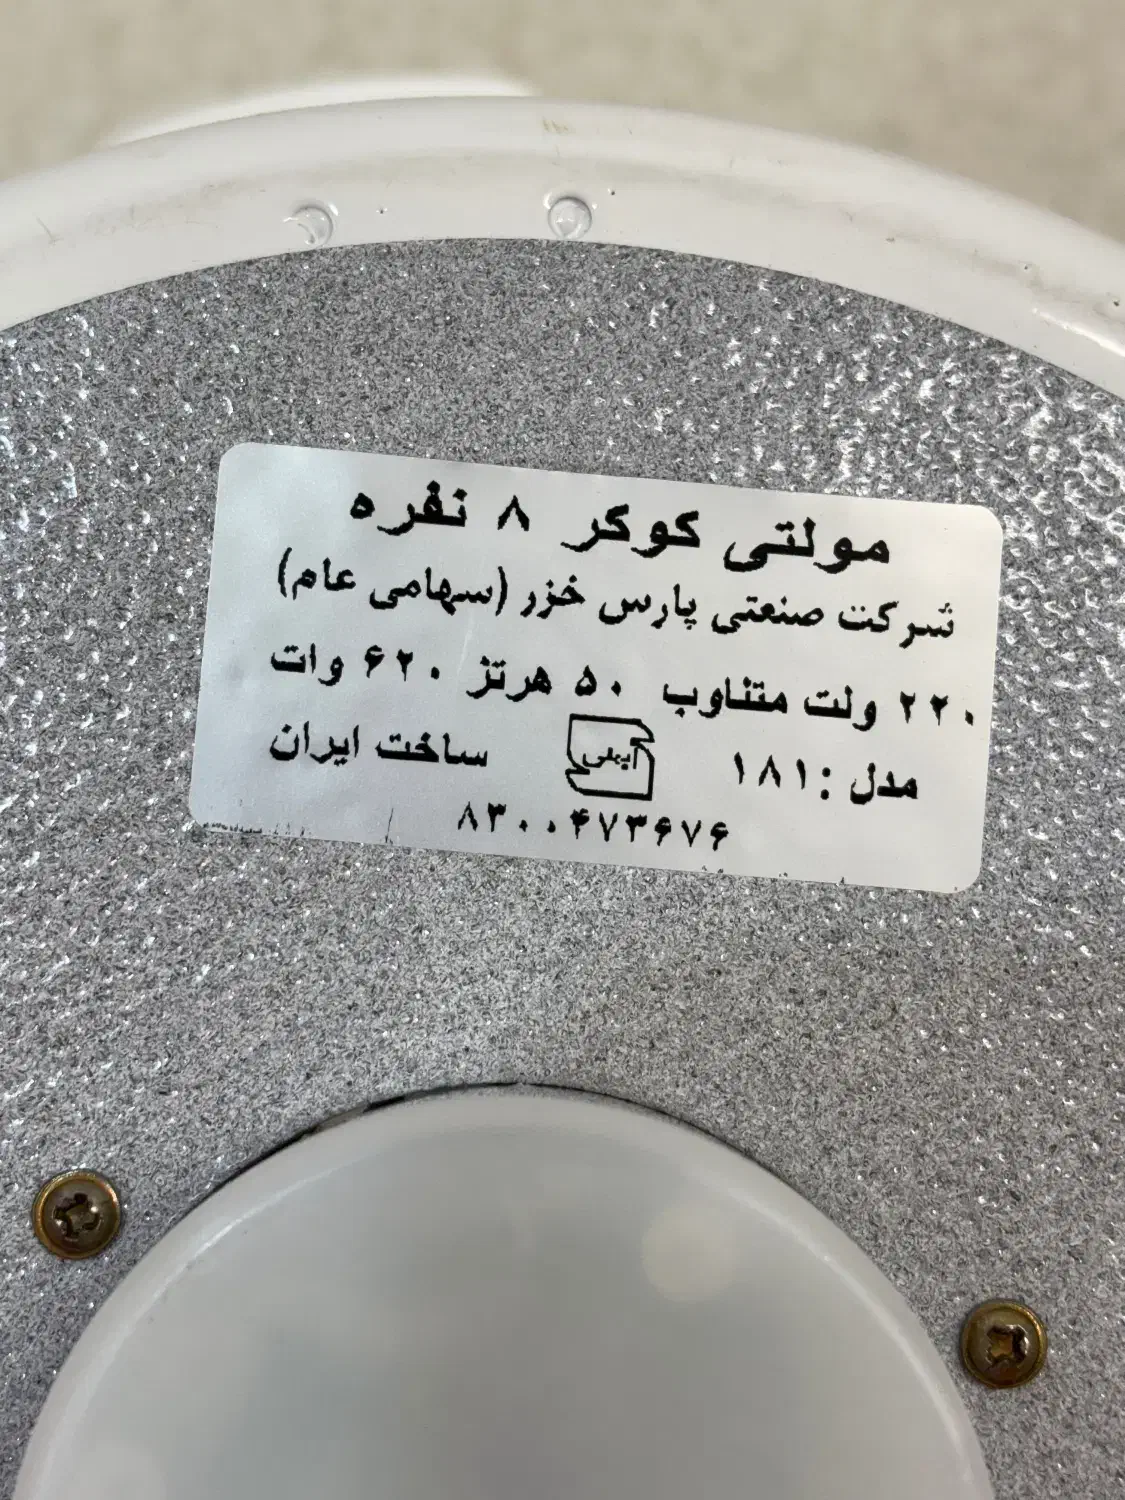 مولتی کوکر ۸ نفره
شرکت صنعتی پارس خزر (سهامی عام)
۲۲۰ ولت متناوب ۵۰ هرتز ۶۲۰ وات
مدل : ۱۸۱ ساخت ایران
۸۳۰۰۴۷۳۶۷۶